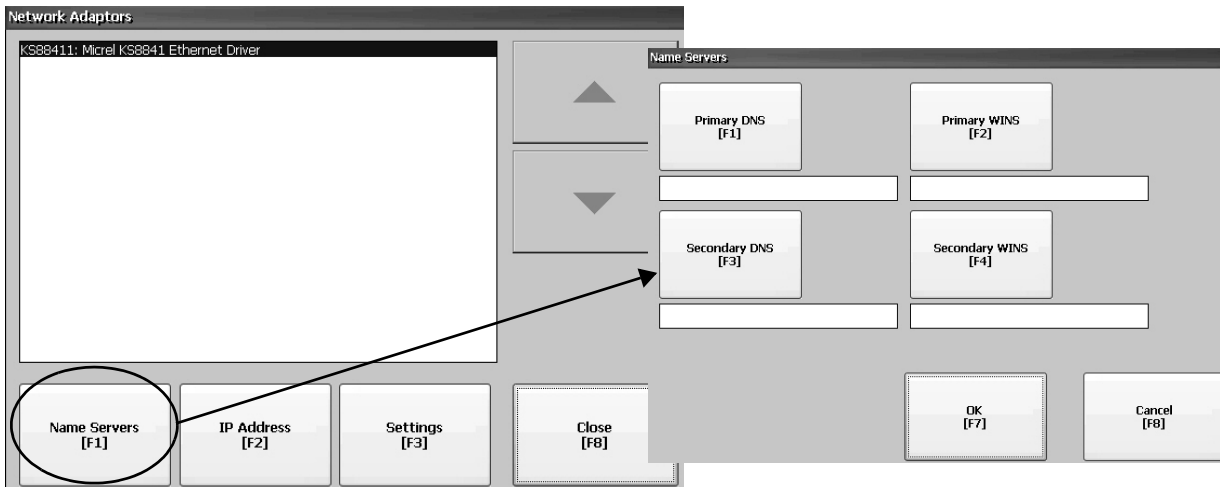 Network Adaptors
KS88411: Micrel KS8841 Ethernet Driver
Name Servers
[F1]
IP Address
[F2]
Settings
[F3]
Close
[F8]
Name Servers
Primary DNS
[F1]
Primary WINS
[F2]
Secondary DNS
[F3]
Secondary WINS
[F4]
OK
[F7]
Cancel
[F8]